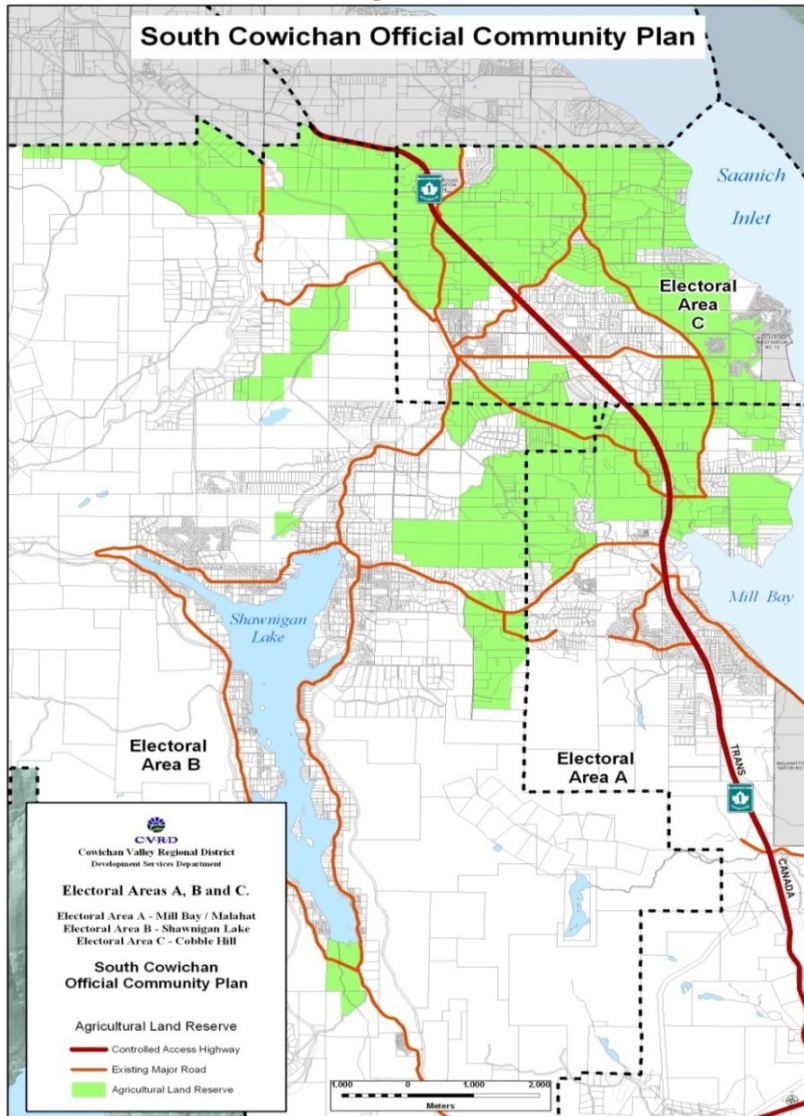 South Cowichan Official Community Plan
Saanich
Inlet
1
Electoral
Area
C
Mill Bay
Shawnigan
Lake
Electoral
Area B
Electoral
Area A
TRANS
1
CANADA
CVRD
Cowichan Valley Regional District
Development Services Department
Electoral Areas A, B and C.
Electoral Area A - Mill Bay / Malahat
Electoral Area B - Shawnigan Lake
Electoral Area C - Cobble Hill
South Cowichan
Official Community Plan
Agricultural Land Reserve
Controlled Access Highway
Existing Major Road
Agricultural Land Reserve
1,000 0 1,000 2,000
Meters